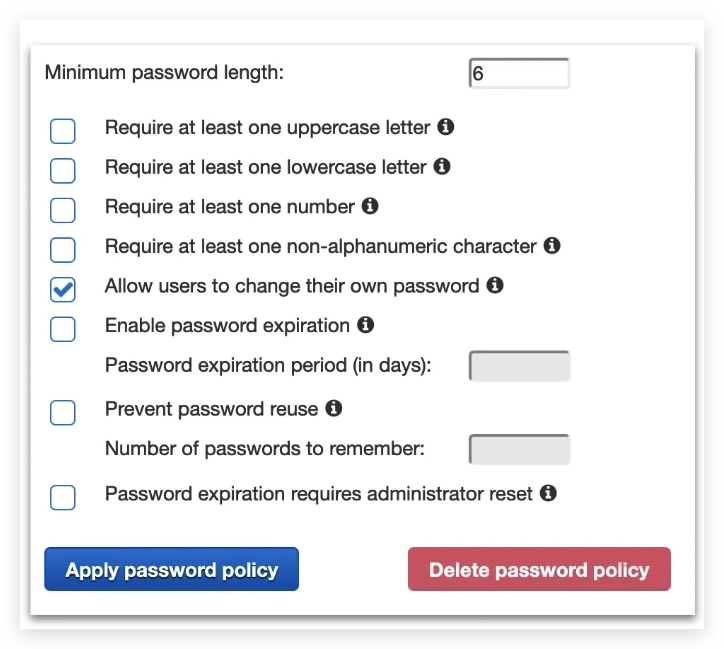 Minimum password length: 6
Require at least one uppercase letter
Require at least one lowercase letter
Require at least one number
Require at least one non-alphanumeric character
Allow users to change their own password
Enable password expiration
Password expiration period (in days):
Prevent password reuse
Number of passwords to remember:
Password expiration requires administrator reset
Apply password policy Delete password policy